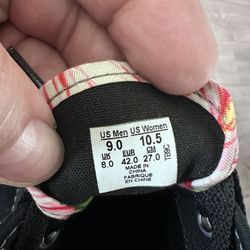 US Men US Women
9.0 10.5
UK EUR CM
8.0 42.0 27.0
MADE IN
CHINA
FABRIQUE
EN CHINE